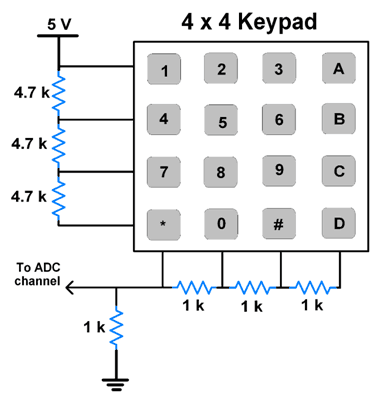 4 x 4 Keypad
5 V
1 2 3 A
4.7 k
4 5 6 B
4.7 k
7 8 9 C
4.7 k
* 0 # D
To ADC
channel
1 k 1 k 1 k
1 k